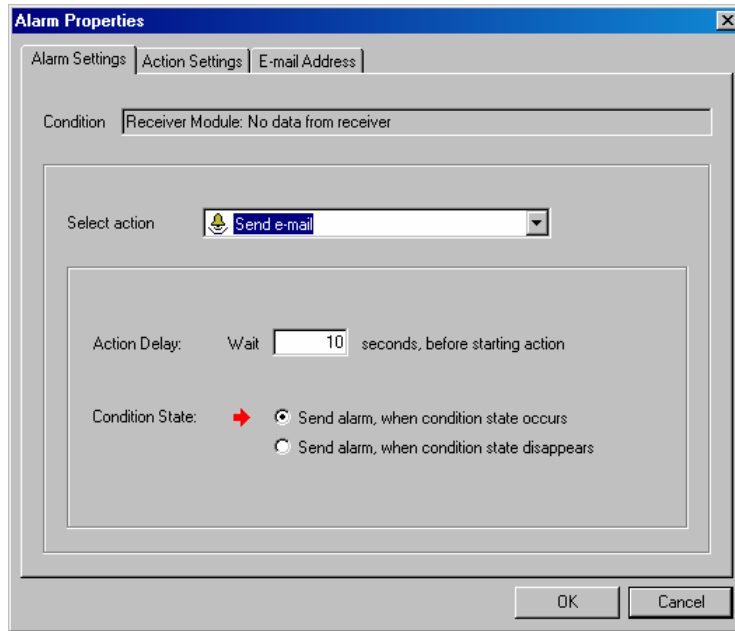 Alarm Properties
Alarm Settings
Action Settings
E-mail Address
Condition
Receiver Module: No data from receiver
Select action
Send e-mail
Action Delay:
Wait
10
seconds, before starting action
Condition State:
Send alarm, when condition state occurs
Send alarm, when condition state disappears
OK
Cancel